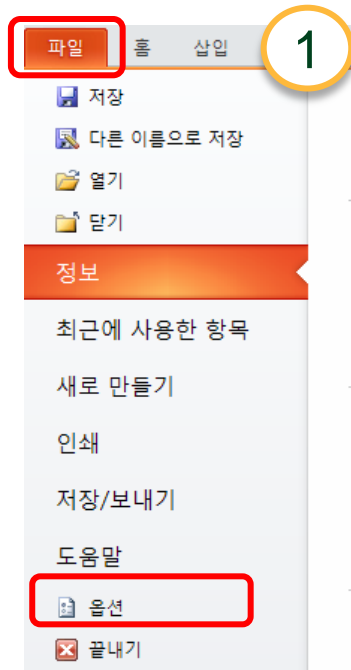 파일 홈 삽입 1
저장
다른 이름으로 저장
열기
닫기
정보
최근에 사용한 항목
새로 만들기
인쇄
저장/보내기
도움말
옵션
끝내기